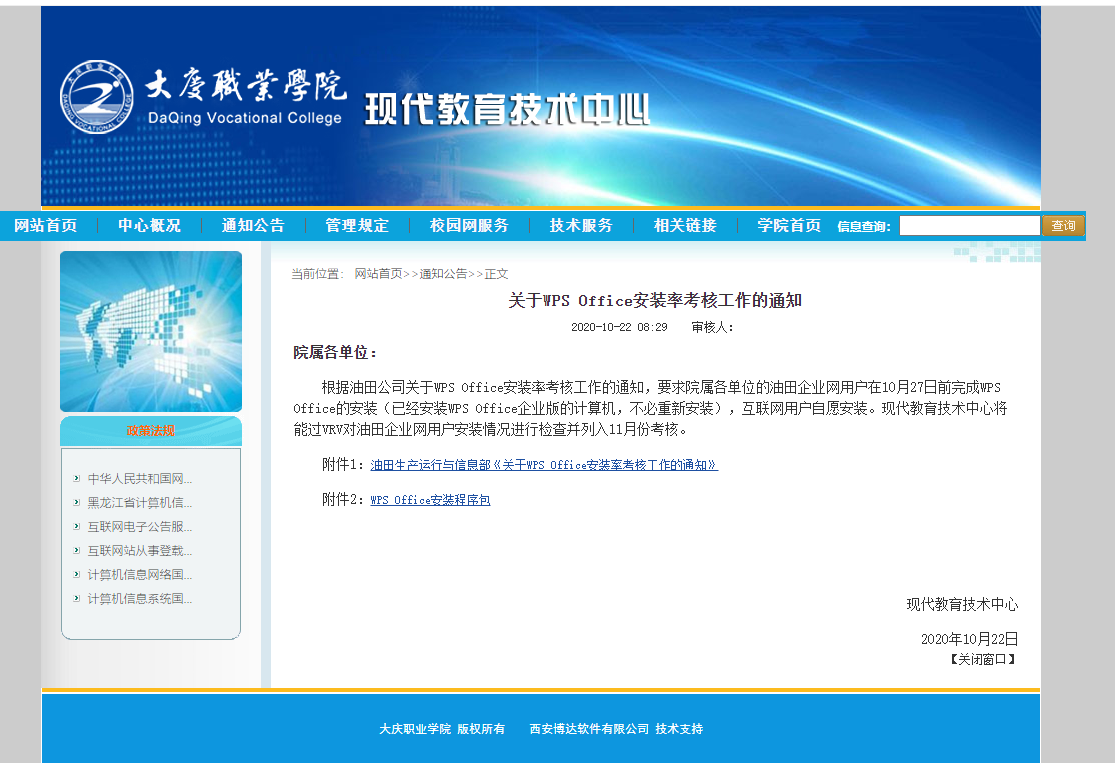 大庆職业學院
DaQing Vocational College
现代教育技术中心
网站首页 中心概况 通知公告 管理规定 校园网服务 技术服务 相关链接 学院首页 信息查询: 查询
当前位置: 网站首页>>通知公告>>正文
关于WPS Office安装率考核工作的通知
2020-10-22 08:29 审核人:
院属各单位：
根据油田公司关于WPS Office安装率考核工作的通知，要求院属各单位的油田企业网用户在10月27日前完成WPS
Office的安装（已经安装WPS Office企业版的计算机，不必重新安装），互联网用户自愿安装。现代教育技术中心将
能过VRV对油田企业网用户安装情况进行检查并列入11月份考核。
附件1：油田生产运行与信息部《关于WPS Office安装率考核工作的通知》
附件2：WPS Office安装程序包
现代教育技术中心
2020年10月22日
【关闭窗口】
政策法规
中华人民共和国网...
黑龙江省计算机信...
互联网电子公告服...
互联网站从事登载...
计算机信息网络国...
计算机信息系统国...
大庆职业学院 版权所有 西安博达软件有限公司 技术支持